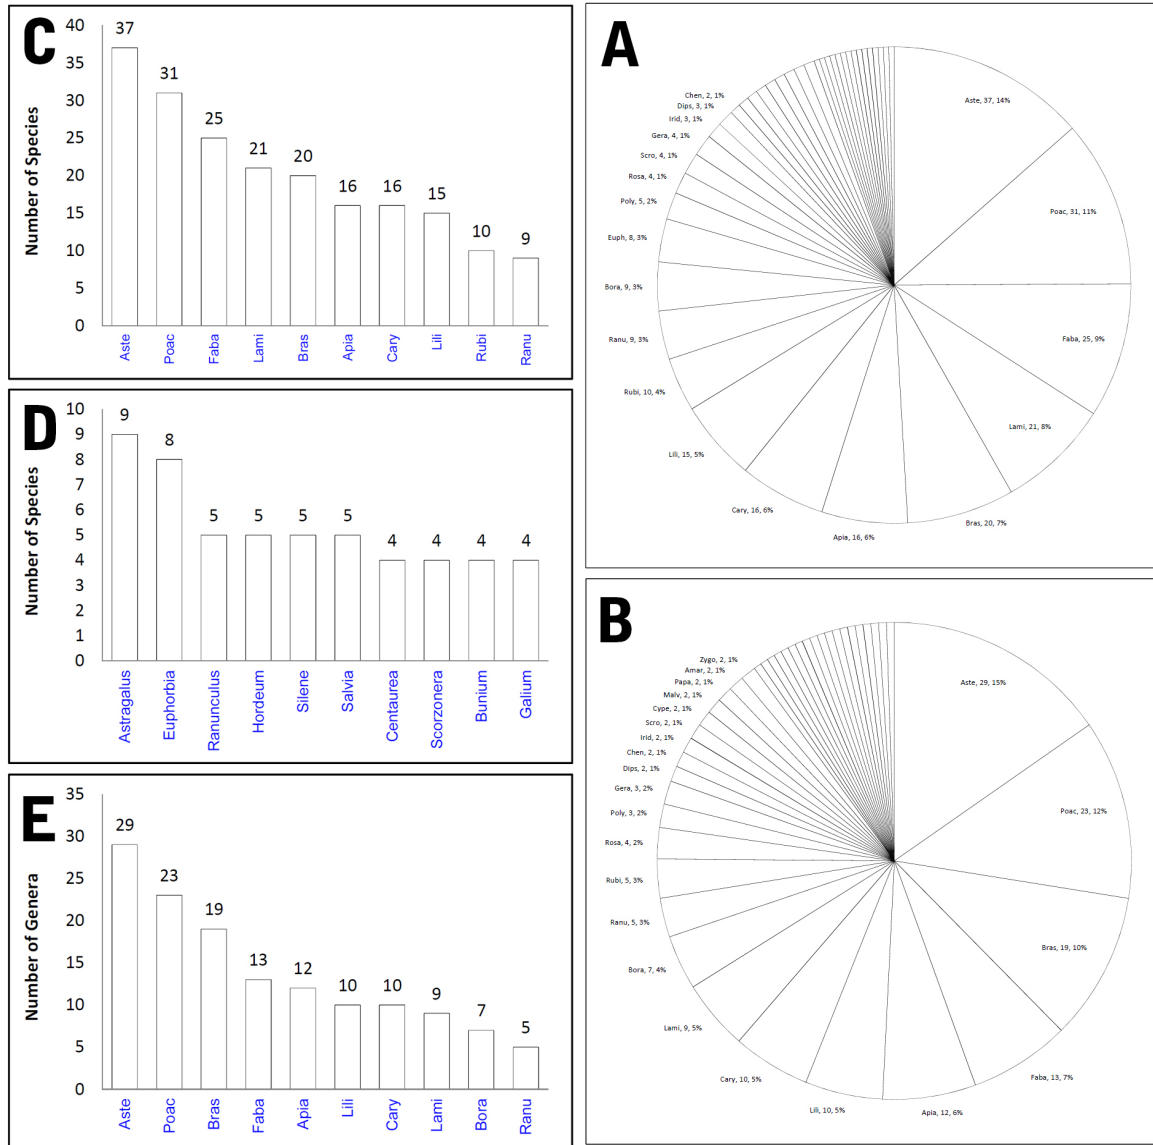 C
Number of Species
40
35
30
25
20
15
10
5
0
37
31
25
21
20
16
16
15
10
9
Aste
Poac
Faba
Lami
Bras
Apia
Cary
Lili
Rubi
Ranu
D
Number of Species
10
9
8
7
6
5
4
3
2
1
0
9
8
5
5
5
5
4
4
4
4
Astragalus
Euphorbia
Ranunculus
Hordeum
Silene
Salvia
Centaurea
Scorzonera
Bunium
Galium
E
Number of Genera
35
30
25
20
15
10
5
0
29
23
19
13
12
10
10
9
7
5
Aste
Poac
Bras
Faba
Apia
Lili
Cary
Lami
Bora
Ranu
A
Aste, 37, 14%
Poac, 31, 11%
Faba, 25, 9%
Lami, 21, 8%
Bras, 20, 7%
Apia, 16, 6%
Cary, 16, 6%
Lili, 15, 5%
Rubi, 10, 4%
Ranu, 9, 3%
Bora, 9, 3%
Euph, 8, 3%
Poly, 5, 2%
Rosa, 4, 1%
Scro, 4, 1%
Gera, 4, 1%
Irid, 3, 1%
Dips, 3, 1%
Chen, 2, 1%
B
Aste, 29, 15%
Poac, 23, 12%
Bras, 19, 10%
Faba, 13, 7%
Apia, 12, 6%
Lili, 10, 5%
Cary, 10, 5%
Lami, 9, 5%
Bora, 7, 4%
Ranu, 5, 3%
Rubi, 5, 3%
Rosa, 4, 2%
Poly, 3, 2%
Gera, 3, 2%
Dips, 2, 1%
Chen, 2, 1%
Irid, 2, 1%
Scro, 2, 1%
Cype, 2, 1%
Malv, 2, 1%
Papa, 2, 1%
Amar, 2, 1%
Zygo, 2, 1%